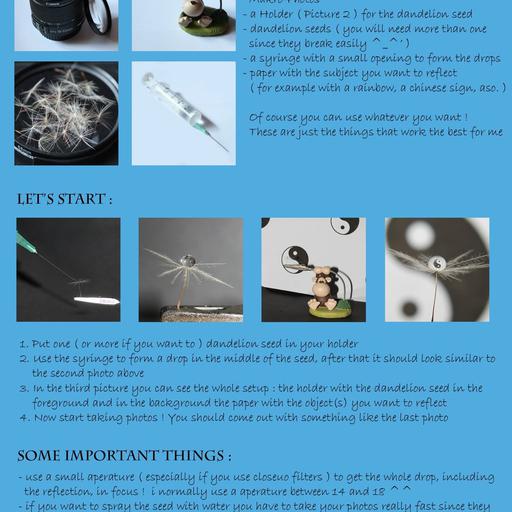 - a Holder ( Picture 2 ) for the dandelion seed
- dandelion seeds ( you will need more than one
since they break easily ^_^' )
- a syringe with a small opening to form the drops
- paper with the subject you want to reflect
( for example with a rainbow, a chinese sign, aso. )
Of course you can use whatever you want !
These are just the things that work the best for me
LET'S START :
1. Put one ( or more if you want to ) dandelion seed in your holder
2. Use the syringe to form a drop in the middle of the seed, after that it should look similar to
the second photo above
3. In the third picture you can see the whole setup : the holder with the dandelion seed in the
foreground and in the background the paper with the object(s) you want to reflect
4. Now start taking photos ! You should come out with something like the last photo
SOME IMPORTANT THINGS :
- use a small aperature ( especially if you use closeuo filters ) to get the whole drop, including
the reflection, in focus ! i normally use a aperature between 14 and 18 ^ ^
- if you want to spray the seed with water you have to take your photos really fast since they